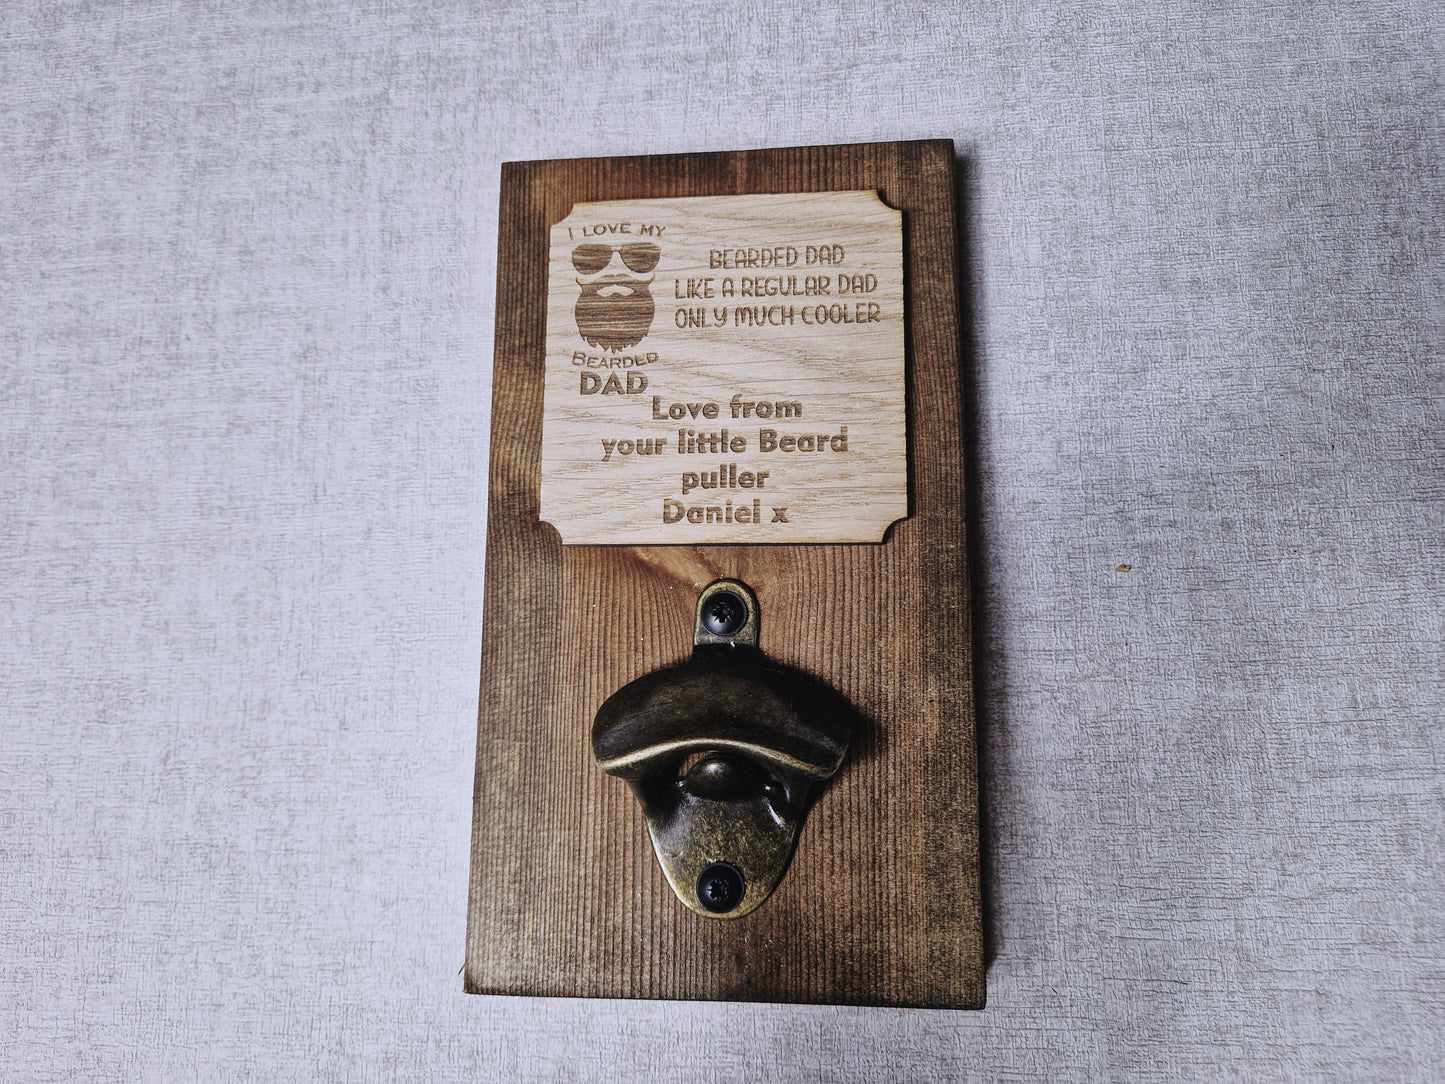 I LOVE MY
BEARDED
DAD
BEARDED DAD
LIKE A REGULAR DAD
ONLY MUCH COOLER
Love from
your little Beard
puller
Daniel x